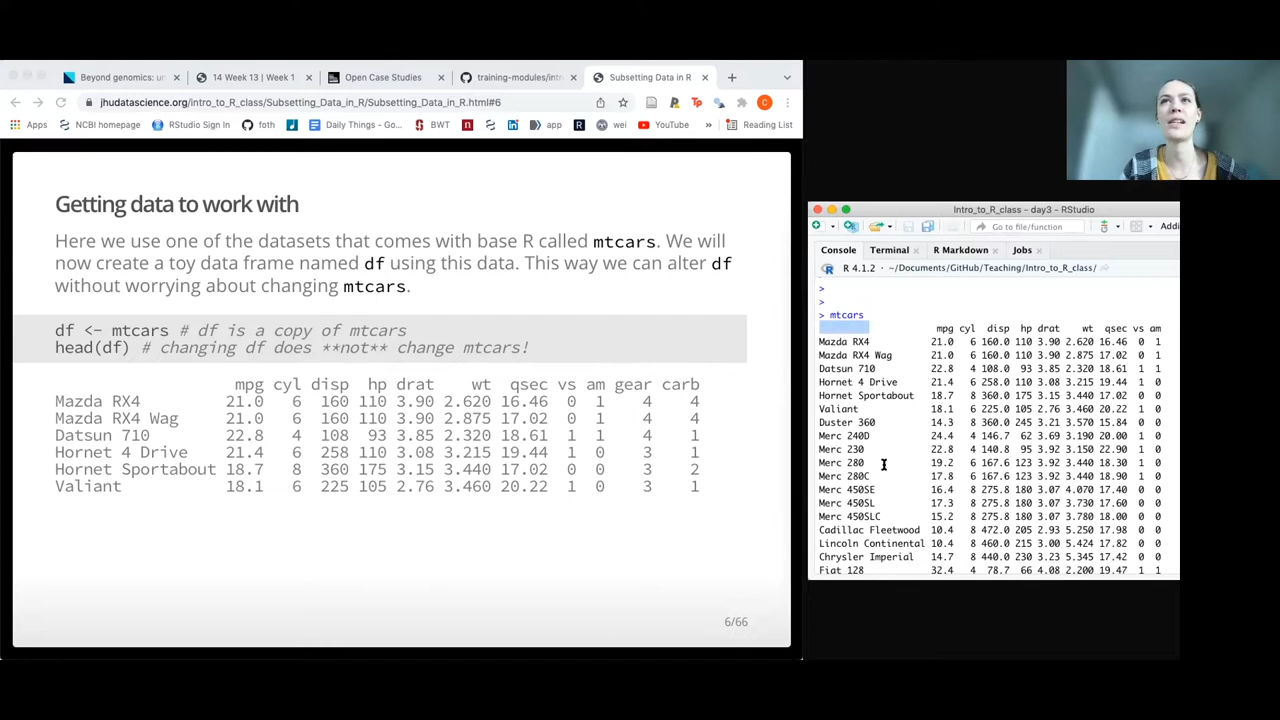 Beyond genomics: un
14 Week 13 | Week 1
Open Case Studies
training-modules/intr
Subsetting Data in R
jhudatascience.org/intro_to_R_class/Subsetting_Data_in_R/Subsetting_Data_in_R.html#6
Apps
NCBI homepage
RStudio Sign In
foth
Daily Things - Go...
BWT
app
wei
YouTube
»
Reading List
Getting data to work with
Here we use one of the datasets that comes with base R called mtcars. We will
now create a toy data frame named df using this data. This way we can alter df
without worrying about changing mtcars.
df <- mtcars # df is a copy of mtcars
head(df) # changing df does **not** change mtcars!
mpg cyl disp hp drat wt qsec vs am gear carb
Mazda RX4 21.0 6 160 110 3.90 2.620 16.46 0 1 4 4
Mazda RX4 Wag 21.0 6 160 110 3.90 2.875 17.02 0 1 4 4
Datsun 710 22.8 4 108 93 3.85 2.320 18.61 1 1 4 1
Hornet 4 Drive 21.4 6 258 110 3.08 3.215 19.44 1 0 3 1
Hornet Sportabout 18.7 8 360 175 3.15 3.440 17.02 0 0 3 2
Valiant 18.1 6 225 105 2.76 3.460 20.22 1 0 3 1
6/66
Intro_to_R_class - day3 - RStudio
Go to file/function
Addi
Console
Terminal
R Markdown
Jobs
R 4.1.2 · ~/Documents/GitHub/Teaching/Intro_to_R_class/
>
>
> mtcars
mpg cyl disp hp drat wt qsec vs am
Mazda RX4 21.0 6 160.0 110 3.90 2.620 16.46 0 1
Mazda RX4 Wag 21.0 6 160.0 110 3.90 2.875 17.02 0 1
Datsun 710 22.8 4 108.0 93 3.85 2.320 18.61 1 1
Hornet 4 Drive 21.4 6 258.0 110 3.08 3.215 19.44 1 0
Hornet Sportabout 18.7 8 360.0 175 3.15 3.440 17.02 0 0
Valiant 18.1 6 225.0 105 2.76 3.460 20.22 1 0
Duster 360 14.3 8 360.0 245 3.21 3.570 15.84 0 0
Merc 240D 24.4 4 146.7 62 3.69 3.190 20.00 1 0
Merc 230 22.8 4 140.8 95 3.92 3.150 22.90 1 0
Merc 280 19.2 6 167.6 123 3.92 3.440 18.30 1 0
Merc 280C 17.8 6 167.6 123 3.92 3.440 18.90 1 0
Merc 450SE 16.4 8 275.8 180 3.07 4.070 17.40 0 0
Merc 450SL 17.3 8 275.8 180 3.07 3.730 17.60 0 0
Merc 450SLC 15.2 8 275.8 180 3.07 3.780 18.00 0 0
Cadillac Fleetwood 10.4 8 472.0 205 2.93 5.250 17.98 0 0
Lincoln Continental 10.4 8 460.0 215 3.00 5.424 17.82 0 0
Chrysler Imperial 14.7 8 440.0 230 3.23 5.345 17.42 0 0
Fiat 128 32.4 4 78.7 66 4.08 2.200 19.47 1 1